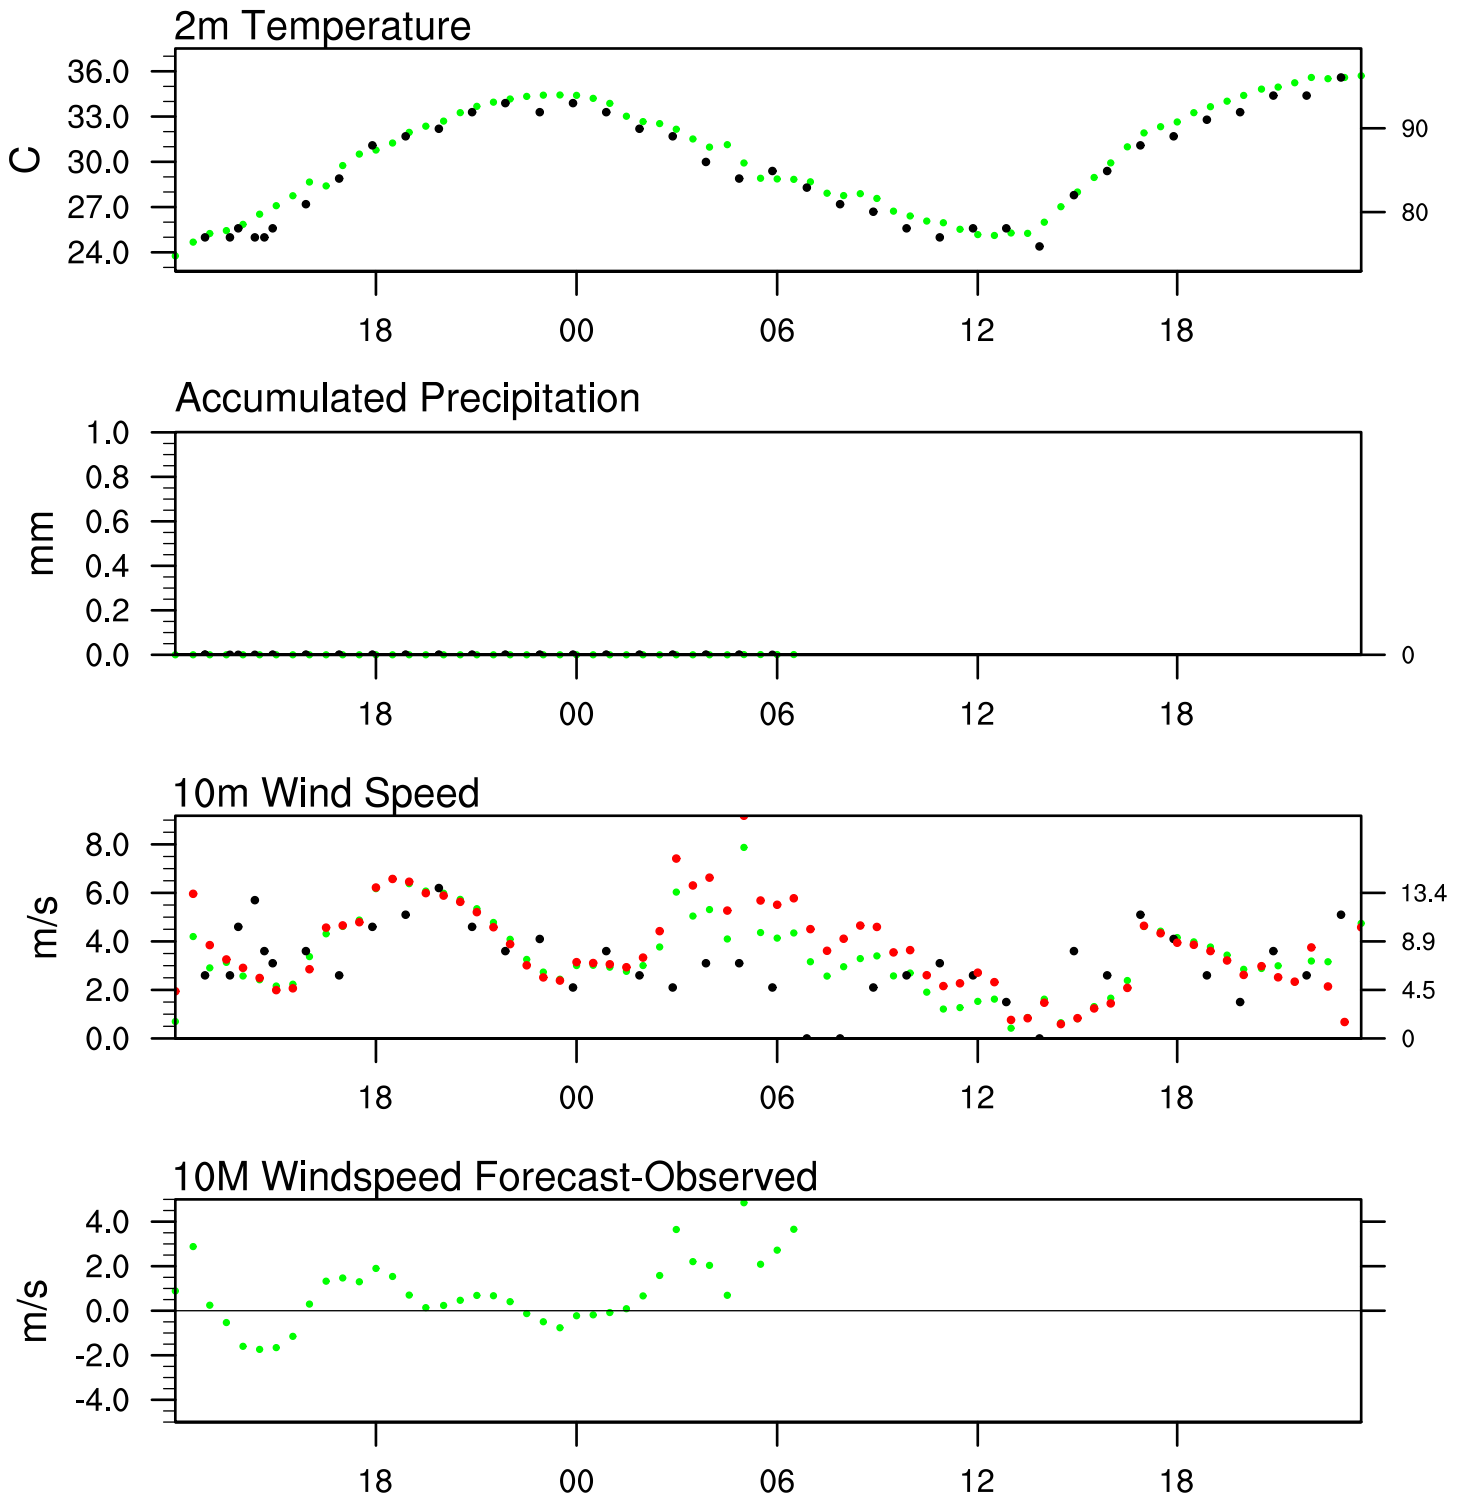 2m Temperature
36.0
33.0
30.0
27.0
24.0
C
90
80
18 00 06 12 18
Accumulated Precipitation
1.0
0.8
0.6
0.4
0.2
0.0
mm
0
18 00 06 12 18
10m Wind Speed
8.0
6.0
4.0
2.0
0.0
m/s
13.4
8.9
4.5
0
18 00 06 12 18
10M Windspeed Forecast-Observed
4.0
2.0
0.0
-2.0
-4.0
m/s
18 00 06 12 18